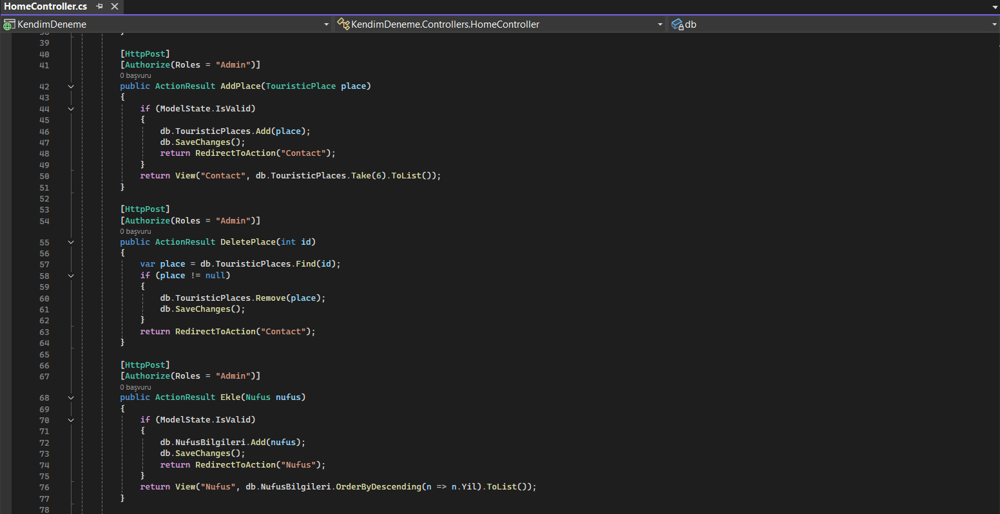 HomeController.cs
KendimDeneme KendimDeneme.Controllers.HomeController db
39
40 [HttpPost]
41 [Authorize(Roles = "Admin")]
0 başvuru
42 public ActionResult AddPlace(TouristicPlace place)
43 {
44 if (ModelState.IsValid)
45 {
46 db.TouristicPlaces.Add(place);
47 db.SaveChanges();
48 return RedirectToAction("Contact");
49 }
50 return View("Contact", db.TouristicPlaces.Take(6).ToList());
51 }
52
53 [HttpPost]
54 [Authorize(Roles = "Admin")]
0 başvuru
55 public ActionResult DeletePlace(int id)
56 {
57 var place = db.TouristicPlaces.Find(id);
58 if (place != null)
59 {
60 db.TouristicPlaces.Remove(place);
61 db.SaveChanges();
62 }
63 return RedirectToAction("Contact");
64 }
65
66 [HttpPost]
67 [Authorize(Roles = "Admin")]
0 başvuru
68 public ActionResult Ekle(Nufus nufus)
69 {
70 if (ModelState.IsValid)
71 {
72 db.NufusBilgileri.Add(nufus);
73 db.SaveChanges();
74 return RedirectToAction("Nufus");
75 }
76 return View("Nufus", db.NufusBilgileri.OrderByDescending(n => n.Yil).ToList());
77 }
78